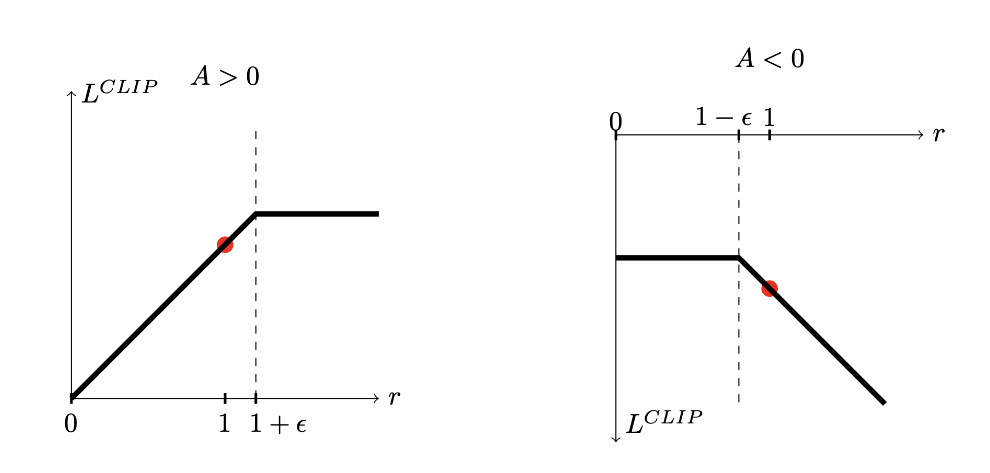 A > 0
L^{CLIP}
r
0
1
1 + ϵ
A < 0
0
1 − ϵ
1
r
L^{CLIP}